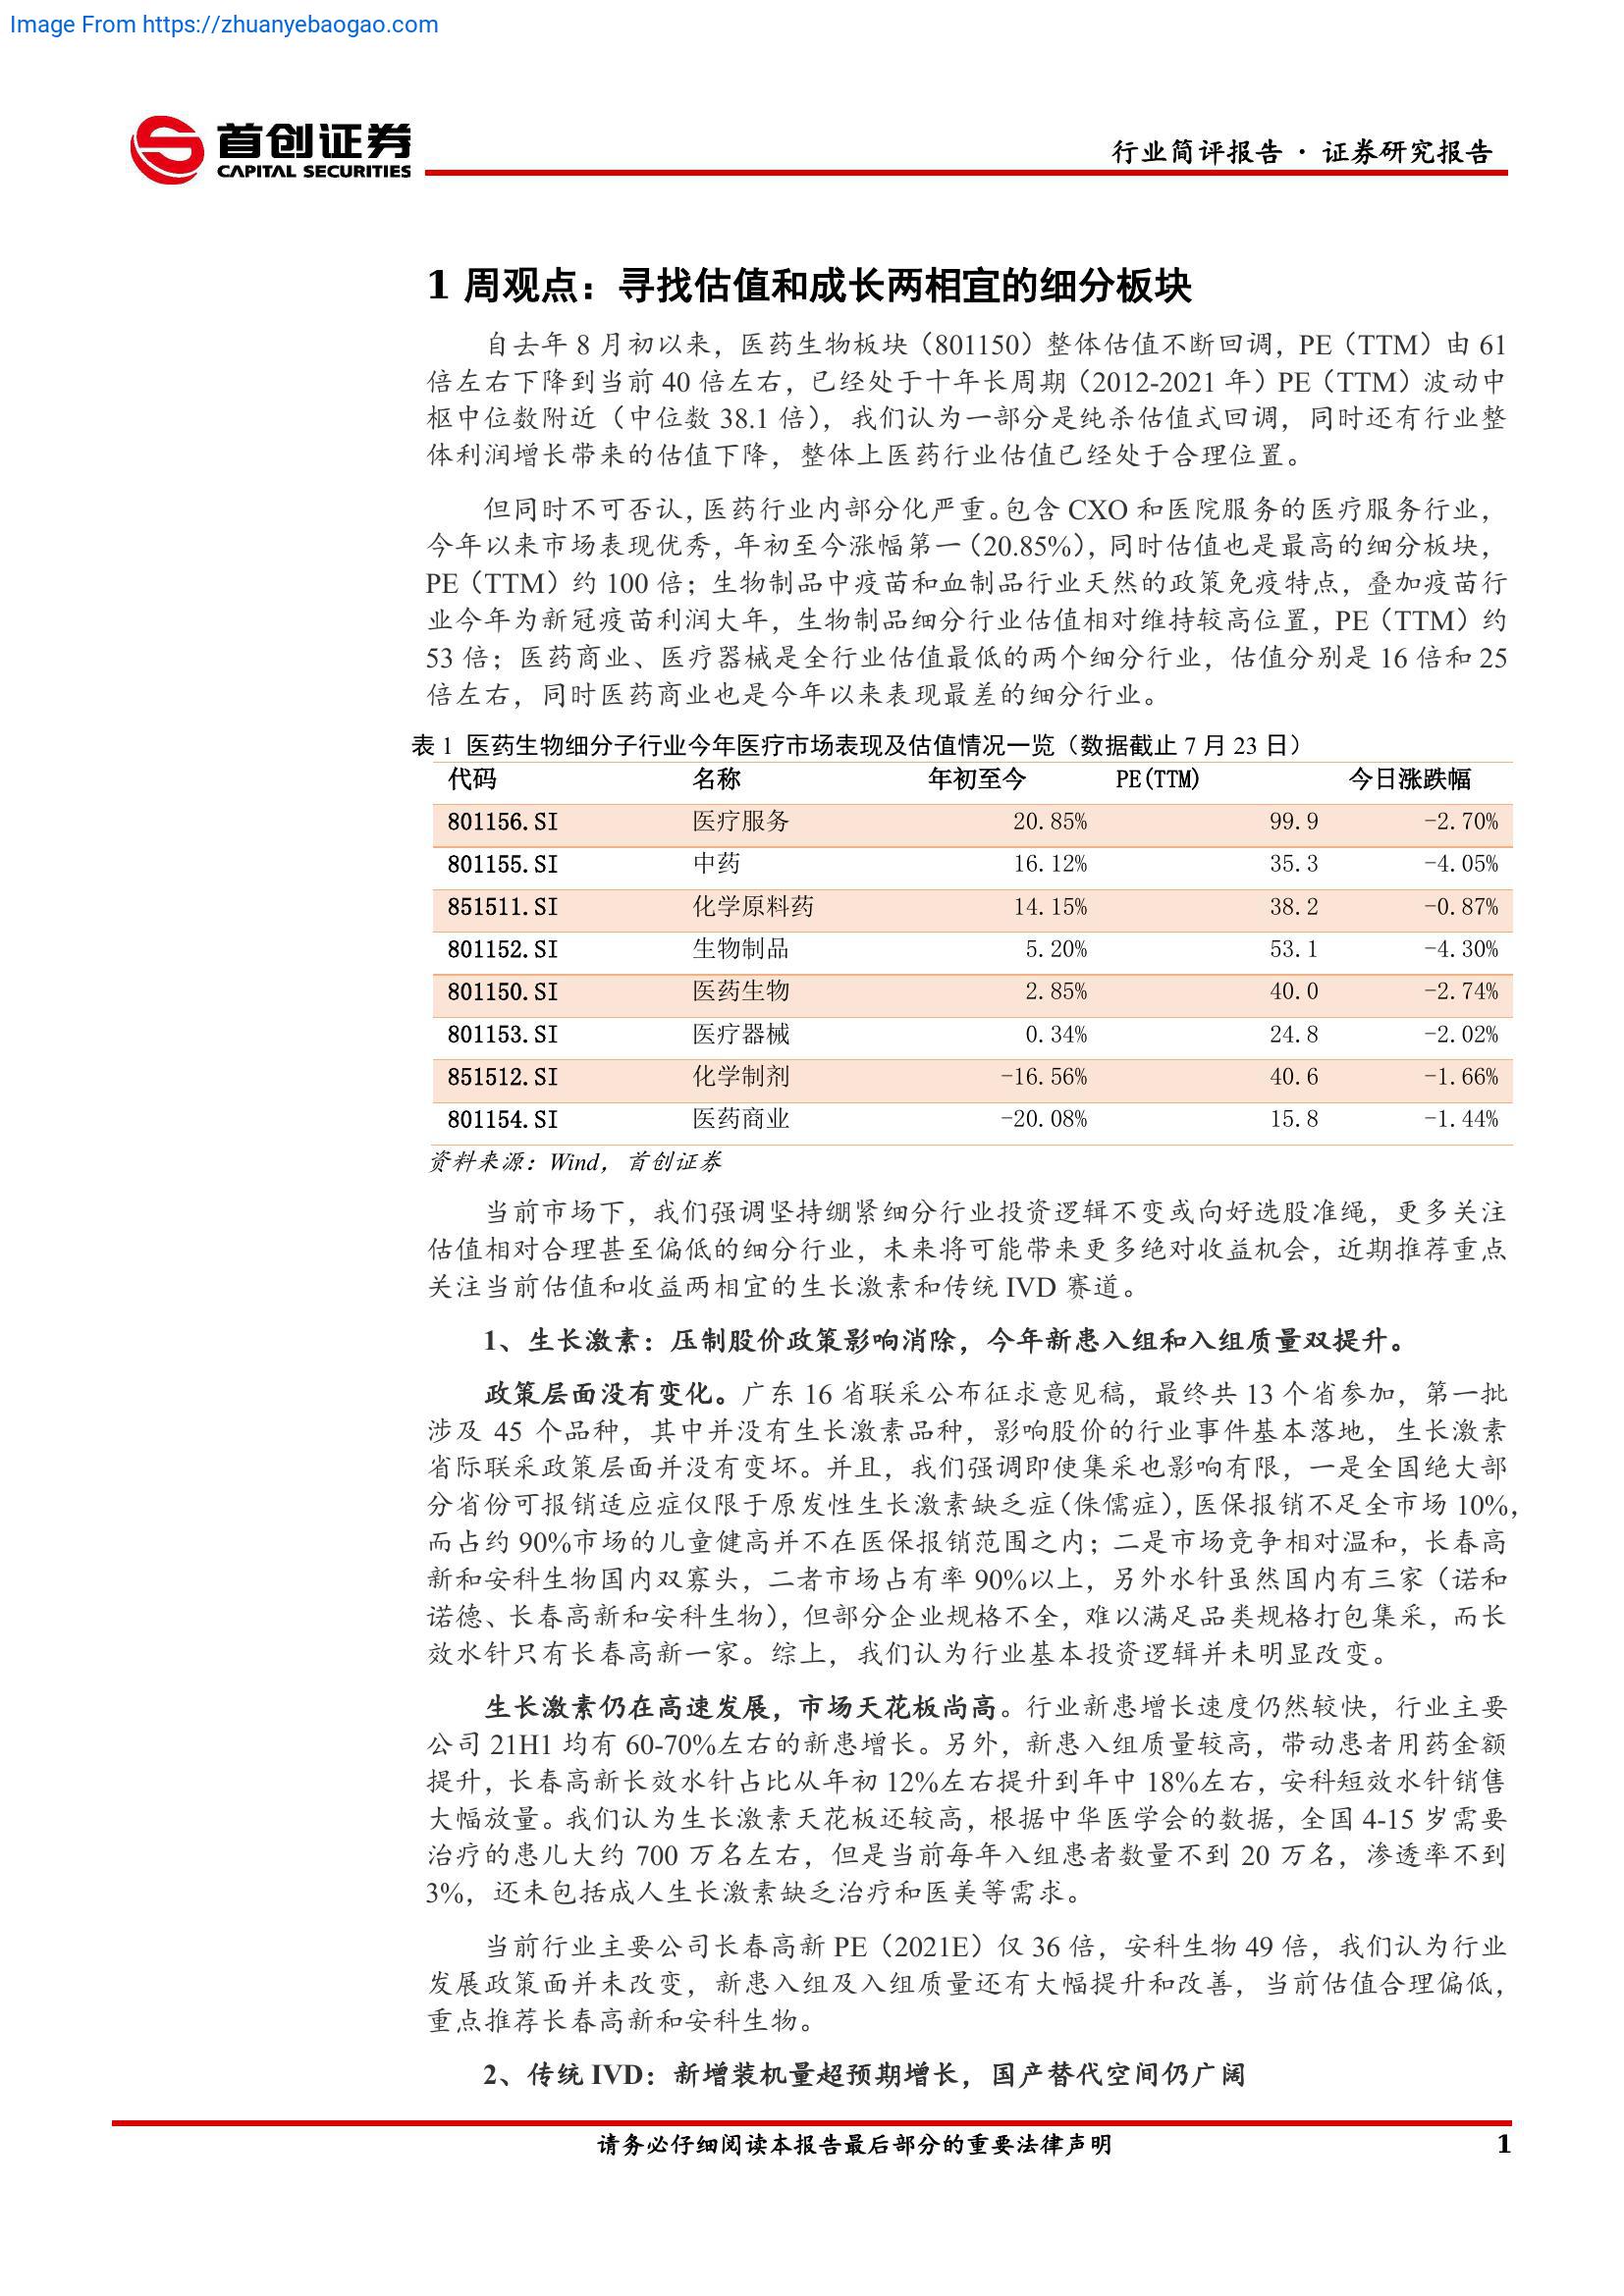 Image From https://zhuanyebaogao.com
首创证券
CAPITAL SECURITIES
行业简评报告 · 证券研究报告
1 周观点：寻找估值和成长两相宜的细分板块
自去年 8 月初以来，医药生物板块（801150）整体估值不断回调，PE（TTM）由 61
倍左右下降到当前 40 倍左右，已经处于十年长周期（2012-2021 年）PE（TTM）波动中
枢中位数附近（中位数 38.1 倍），我们认为一部分是纯杀估值式回调，同时还有行业整
体利润增长带来的估值下降，整体上医药行业估值已经处于合理位置。
但同时不可否认，医药行业内部分化严重。包含 CXO 和医院服务的医疗服务行业，
今年以来市场表现优秀，年初至今涨幅第一（20.85%），同时估值也是最高的细分板块，
PE（TTM）约 100 倍；生物制品中疫苗和血制品行业天然的政策免疫特点，叠加疫苗行
业今年为新冠疫苗利润大年，生物制品细分行业估值相对维持较高位置，PE（TTM）约
53 倍；医药商业、医疗器械是全行业估值最低的两个细分行业，估值分别是 16 倍和 25
倍左右，同时医药商业也是今年以来表现最差的细分行业。
表 1 医药生物细分子行业今年医疗市场表现及估值情况一览（数据截止 7 月 23 日）
代码 名称 年初至今 PE(TTM) 今日涨跌幅
801156.SI 医疗服务 20.85% 99.9 -2.70%
801155.SI 中药 16.12% 35.3 -4.05%
851511.SI 化学原料药 14.15% 38.2 -0.87%
801152.SI 生物制品 5.20% 53.1 -4.30%
801150.SI 医药生物 2.85% 40.0 -2.74%
801153.SI 医疗器械 0.34% 24.8 -2.02%
851512.SI 化学制剂 -16.56% 40.6 -1.66%
801154.SI 医药商业 -20.08% 15.8 -1.44%
资料来源：Wind，首创证券
当前市场下，我们强调坚持绷紧细分行业投资逻辑不变或向好选股准绳，更多关注
估值相对合理甚至偏低的细分行业，未来将可能带来更多绝对收益机会，近期推荐重点
关注当前估值和收益两相宜的生长激素和传统 IVD 赛道。
1、生长激素：压制股价政策影响消除，今年新患入组和入组质量双提升。
政策层面没有变化。广东 16 省联采公布征求意见稿，最终共 13 个省参加，第一批
涉及 45 个品种，其中并没有生长激素品种，影响股价的行业事件基本落地，生长激素
省际联采政策层面并没有变坏。并且，我们强调即使集采也影响有限，一是全国绝大部
分省份可报销适应症仅限于原发性生长激素缺乏症（侏儒症），医保报销不足全市场 10%，
而占约 90%市场的儿童健高并不在医保报销范围之内；二是市场竞争相对温和，长春高
新和安科生物国内双寡头，二者市场占有率 90%以上，另外水针虽然国内有三家（诺和
诺德、长春高新和安科生物），但部分企业规格不全，难以满足品类规格打包集采，而长
效水针只有长春高新一家。综上，我们认为行业基本投资逻辑并未明显改变。
生长激素仍在高速发展，市场天花板尚高。行业新患增长速度仍然较快，行业主要
公司 21H1 均有 60-70%左右的新患增长。另外，新患入组质量较高，带动患者用药金额
提升，长春高新长效水针占比从年初 12%左右提升到年中 18%左右，安科短效水针销售
大幅放量。我们认为生长激素天花板还较高，根据中华医学会的数据，全国 4-15 岁需要
治疗的患儿大约 700 万名左右，但是当前每年入组患者数量不到 20 万名，渗透率不到
3%，还未包括成人生长激素缺乏治疗和医美等需求。
当前行业主要公司长春高新 PE（2021E）仅 36 倍，安科生物 49 倍，我们认为行业
发展政策面并未改变，新患入组及入组质量还有大幅提升和改善，当前估值合理偏低，
重点推荐长春高新和安科生物。
2、传统 IVD：新增装机量超预期增长，国产替代空间仍广阔
请务必仔细阅读本报告最后部分的重要法律声明 1